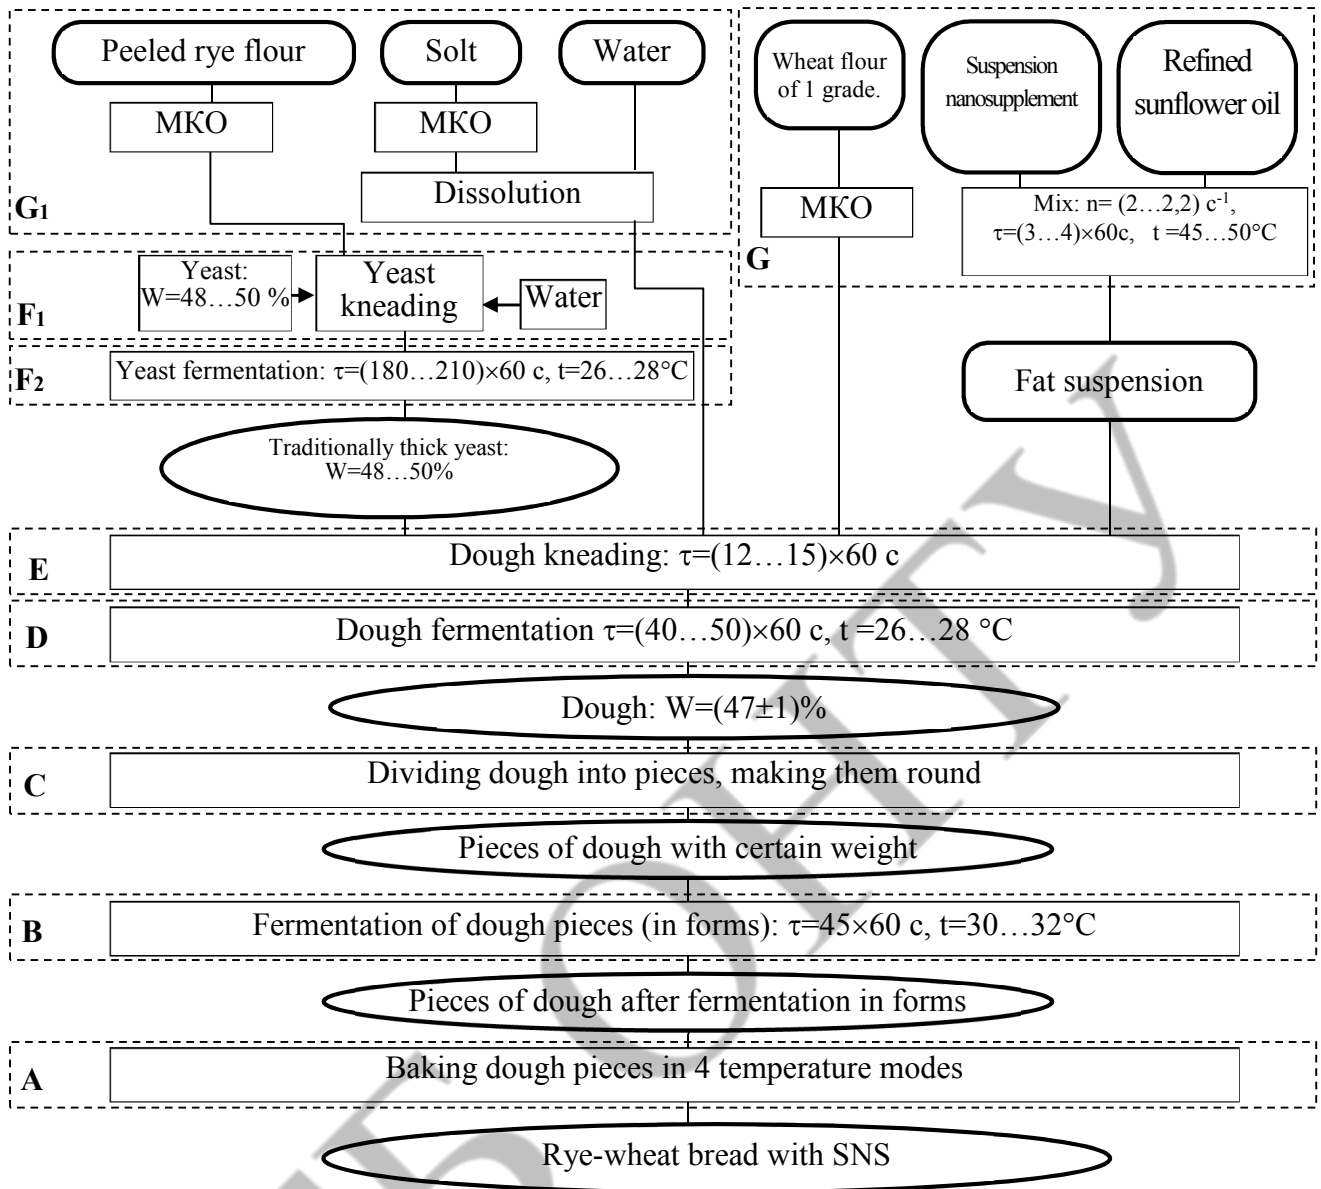 Peeled rye flour
Solt
Water
Wheat flour
of 1 grade.
Suspension
nanosupplement
Refined
sunflower oil
МКО
МКО
Dissolution
G1
МКО
Mix: n= (2…2,2) c-1,
τ=(3…4)×60c, t =45…50°C
G
Yeast:
W=48…50 %
Yeast
kneading
Water
F1
F2
Yeast fermentation: τ=(180…210)×60 c, t=26…28°C
Fat suspension
Traditionally thick yeast:
W=48…50%
E
Dough kneading: τ=(12…15)×60 c
D
Dough fermentation τ=(40…50)×60 c, t =26…28 °C
Dough: W=(47±1)%
C
Dividing dough into pieces, making them round
Pieces of dough with certain weight
B
Fermentation of dough pieces (in forms): τ=45×60 c, t=30…32°C
Pieces of dough after fermentation in forms
A
Baking dough pieces in 4 temperature modes
Rye-wheat bread with SNS
Б ОНТУ